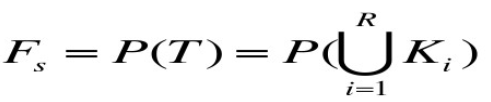 F_s = P(T) = P(⋃_{i=1}^{R} K_i)